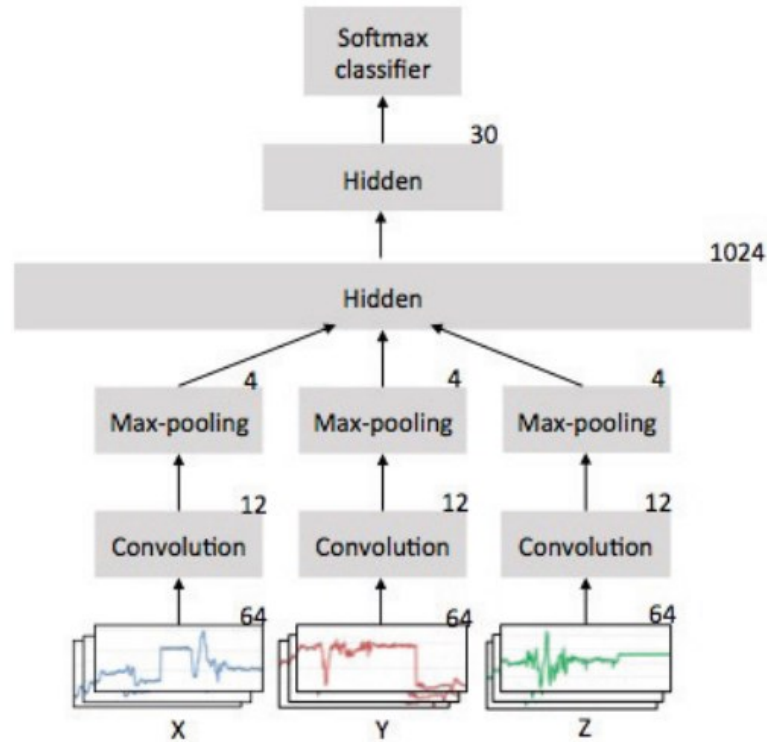 Softmax
classifier
30
Hidden
1024
Hidden
4 4 4
Max-pooling Max-pooling Max-pooling
12 12 12
Convolution Convolution Convolution
64 64 64
X Y Z